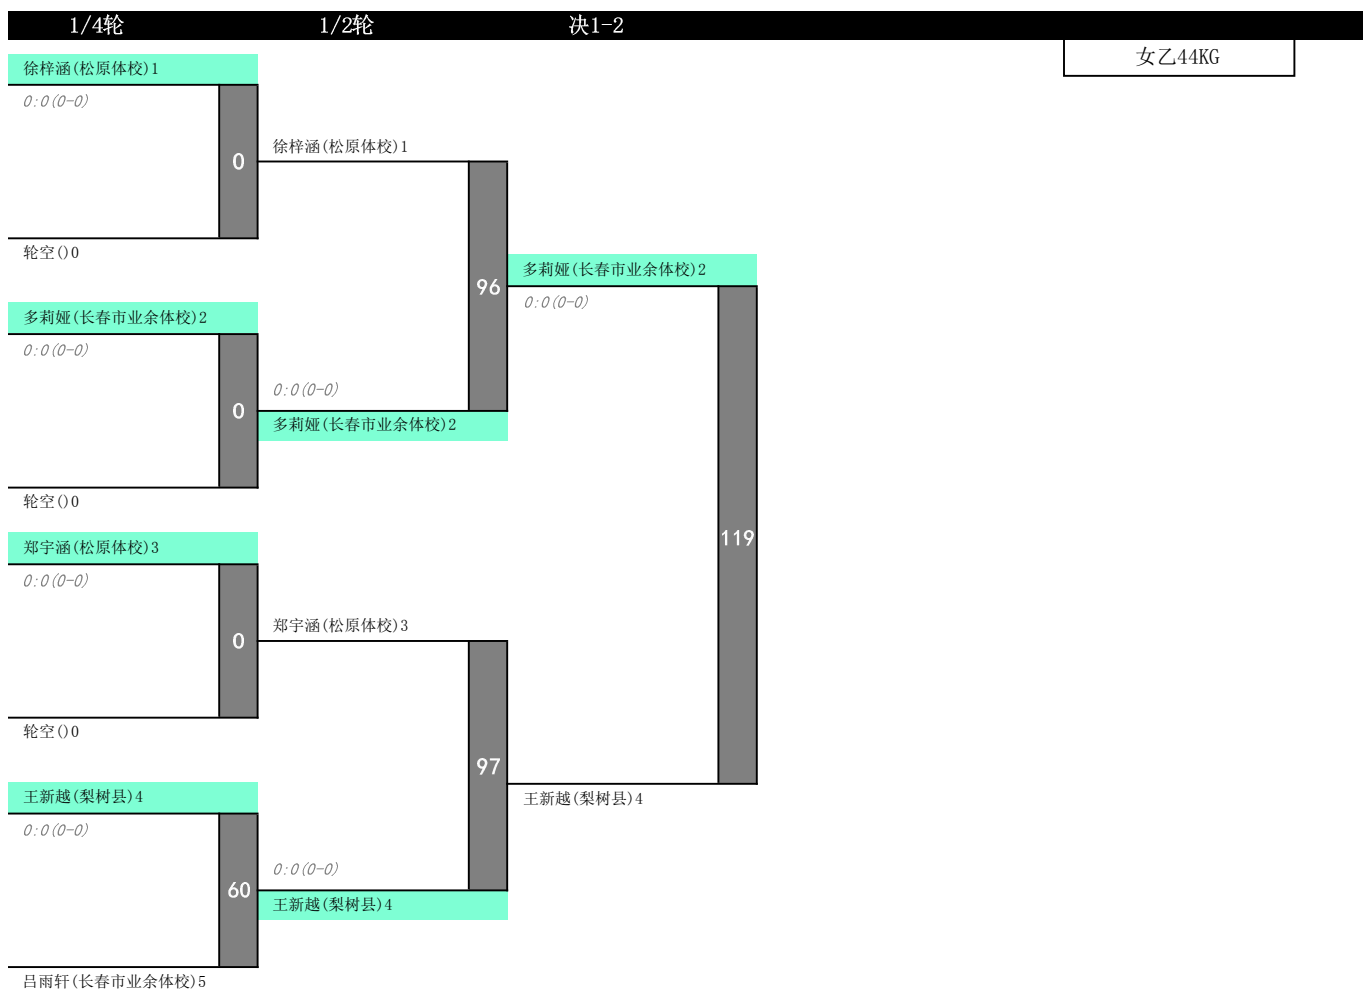 1/4轮
1/2轮
决1-2
女乙44KG
徐梓涵(松原体校)1
0:0(0-0)
0
轮空()0
多莉娅(长春市业余体校)2
0:0(0-0)
0
轮空()0
郑宇涵(松原体校)3
0:0(0-0)
0
轮空()0
王新越(梨树县)4
0:0(0-0)
60
吕雨轩(长春市业余体校)5
徐梓涵(松原体校)1
96
0:0(0-0)
多莉娅(长春市业余体校)2
郑宇涵(松原体校)3
97
0:0(0-0)
王新越(梨树县)4
多莉娅(长春市业余体校)2
0:0(0-0)
119
王新越(梨树县)4